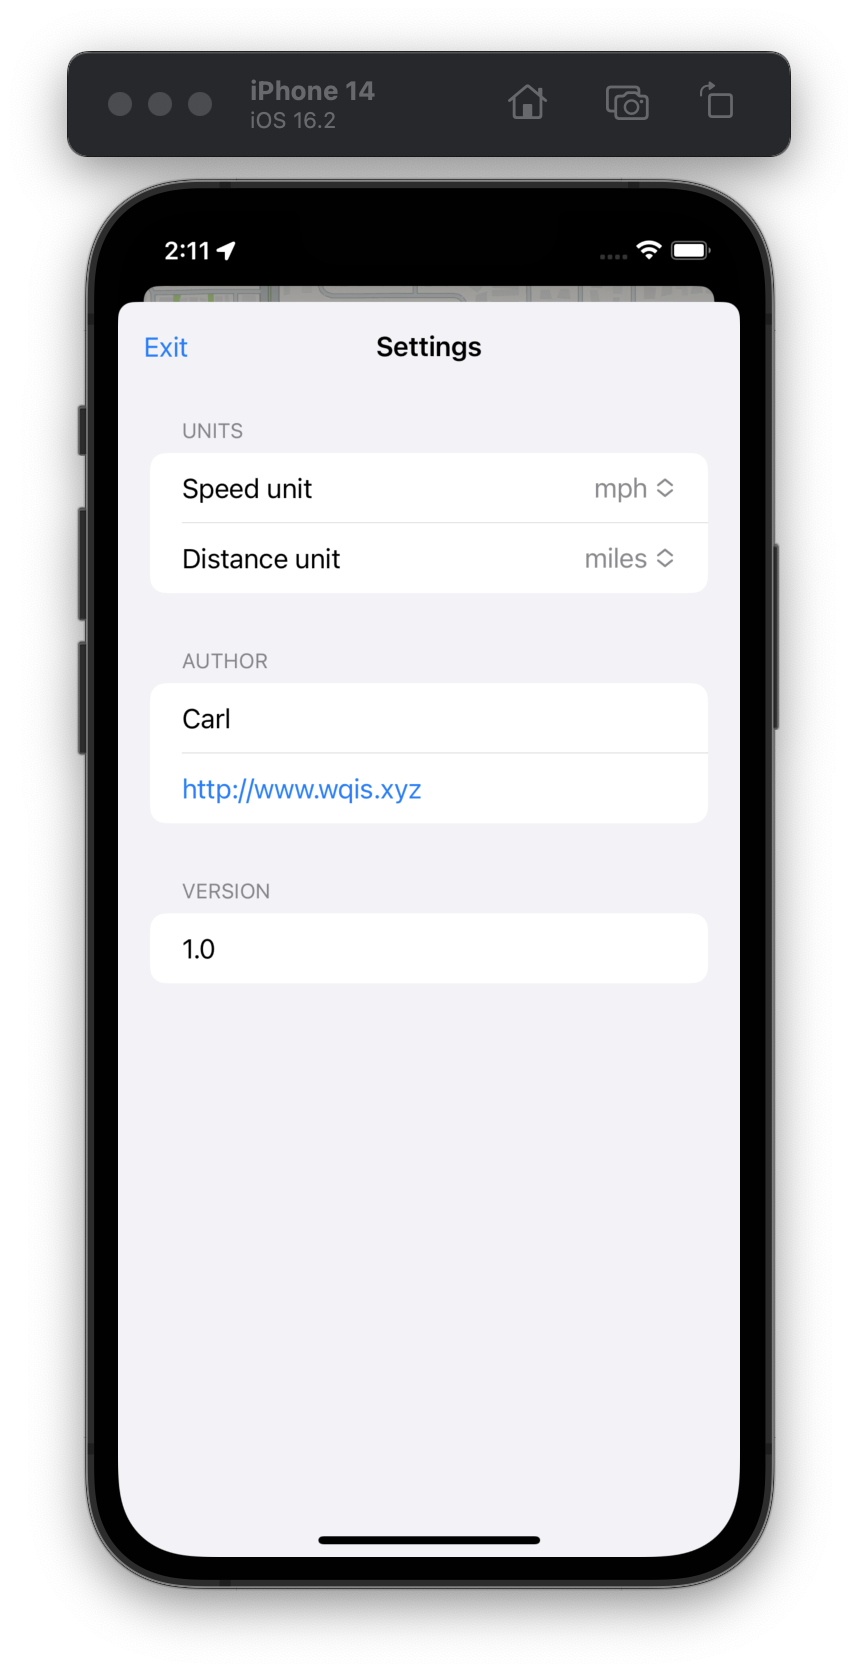 iPhone 14
iOS 16.2
2:11
Exit
Settings
UNITS
Speed unit mph
Distance unit miles
AUTHOR
Carl
http://www.wqis.xyz
VERSION
1.0